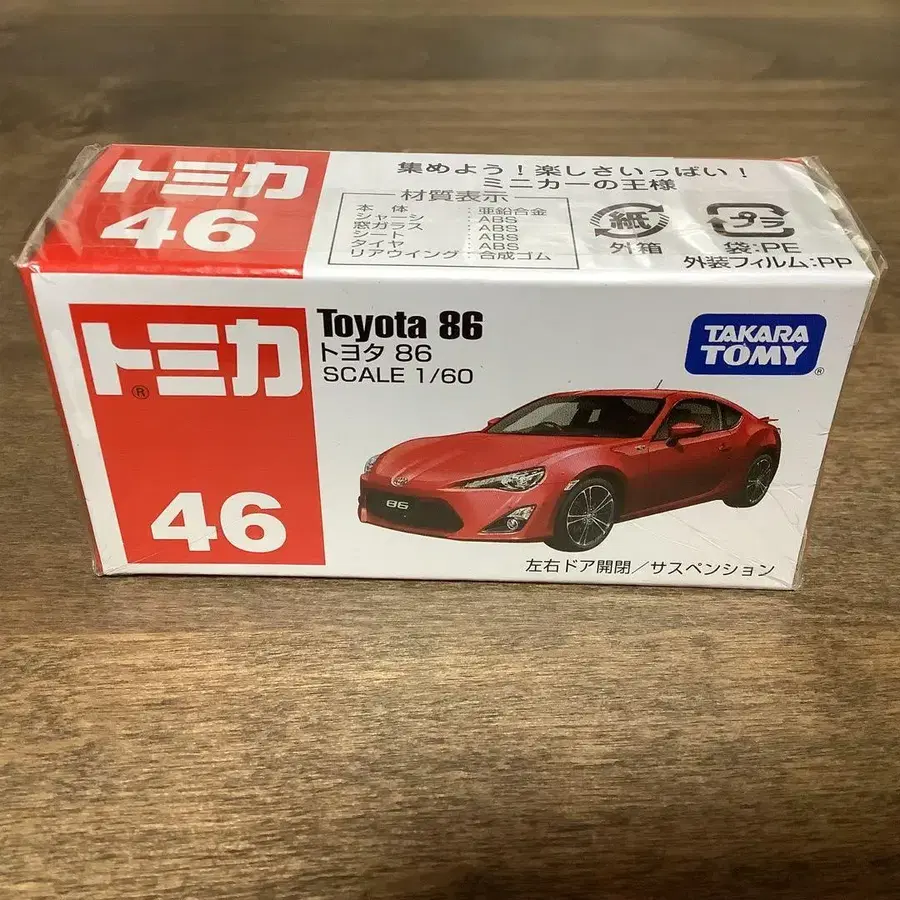 トミカ
46
集めよう！楽しさいっぱい！
ミニカーの王様
材質表示
本体 : 亜鉛合金
シャーシ : ABS
窓ガラス : ABS
シート : ABS
タイヤ : ABS
リアウイング : 合成ゴム
紙
外箱
プラ
袋:PE
外装フィルム:PP
トミカ®
46
Toyota 86
トヨタ 86
SCALE 1/60
TAKARA
TOMY®
86
左右ドア開閉／サスペンション